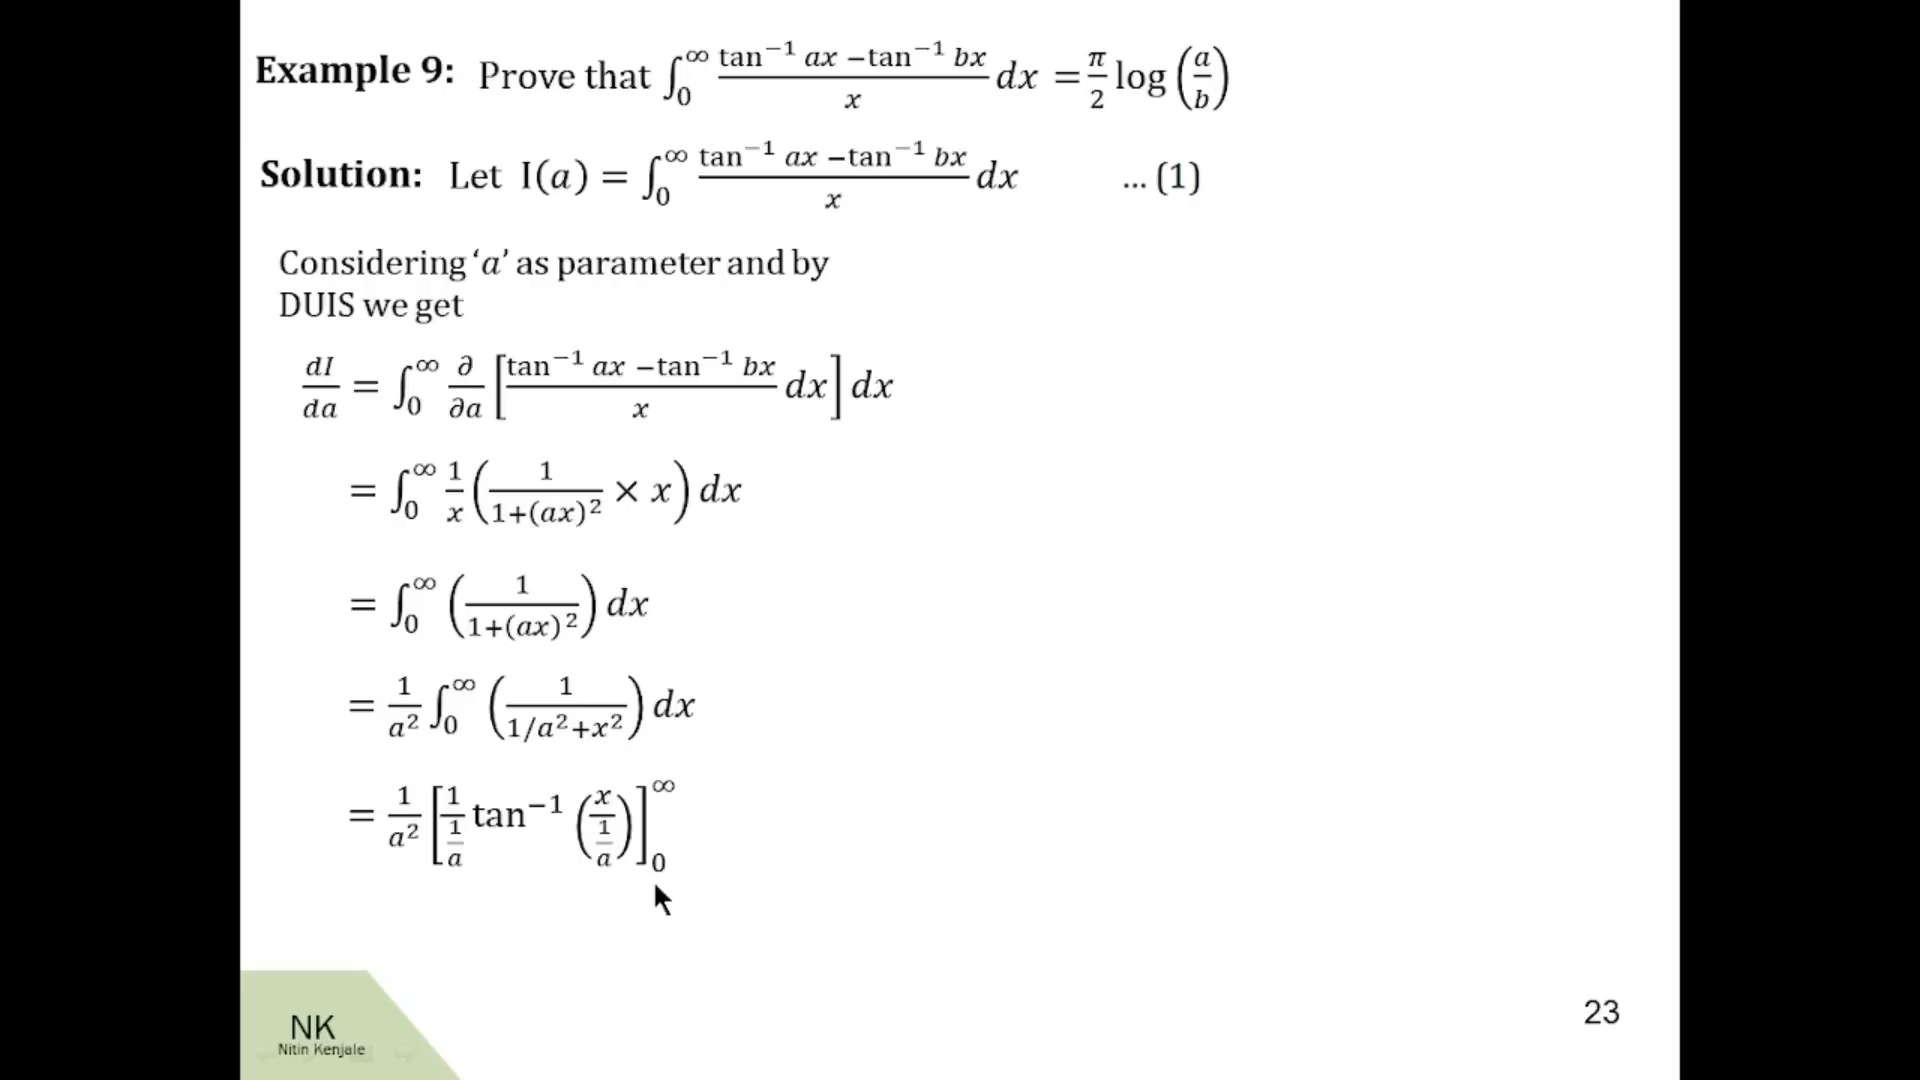 Example 9: Prove that ∫₀^∞ (tan⁻¹ ax − tan⁻¹ bx)/x dx = π/2 log (a/b)
Solution: Let I(a) = ∫₀^∞ (tan⁻¹ ax − tan⁻¹ bx)/x dx ... (1)
Considering ‘a’ as parameter and by
DUIS we get
dI/da = ∫₀^∞ ∂/∂a [(tan⁻¹ ax − tan⁻¹ bx)/x dx] dx
= ∫₀^∞ 1/x (1/(1+(ax)²) × x) dx
= ∫₀^∞ (1/(1+(ax)²)) dx
= 1/a² ∫₀^∞ (1/(1/a²+x²)) dx
= 1/a² [1/(1/a) tan⁻¹ (x/(1/a))]₀^∞
NK
Nitin Kenjale
23